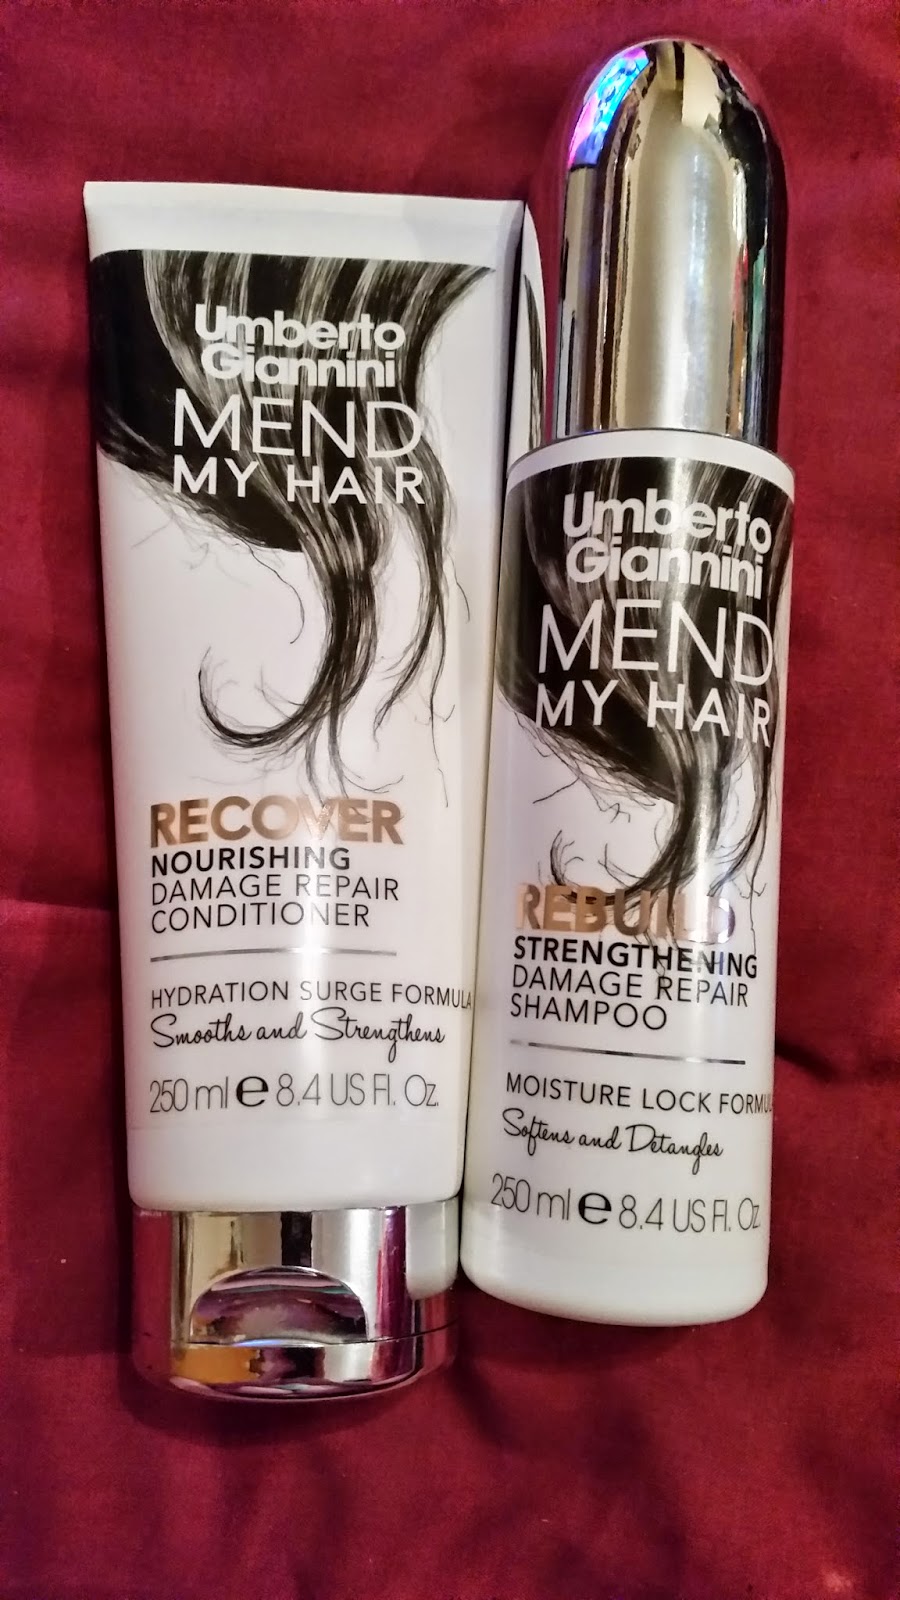 Umberto
Giannini
MEND
MY HAIR
RECOVER
NOURISHING
DAMAGE REPAIR
CONDITIONER
HYDRATION SURGE FORMULA
Smooths and Strengthens
250 ml e 8.4 US Fl. Oz.
Umberto
Giannini
MEND
MY HAIR
REBUILD
STRENGTHENING
DAMAGE REPAIR
SHAMPOO
MOISTURE LOCK FORMU
Softens and Detangles
250 ml e 8.4 US Fl. Oz.